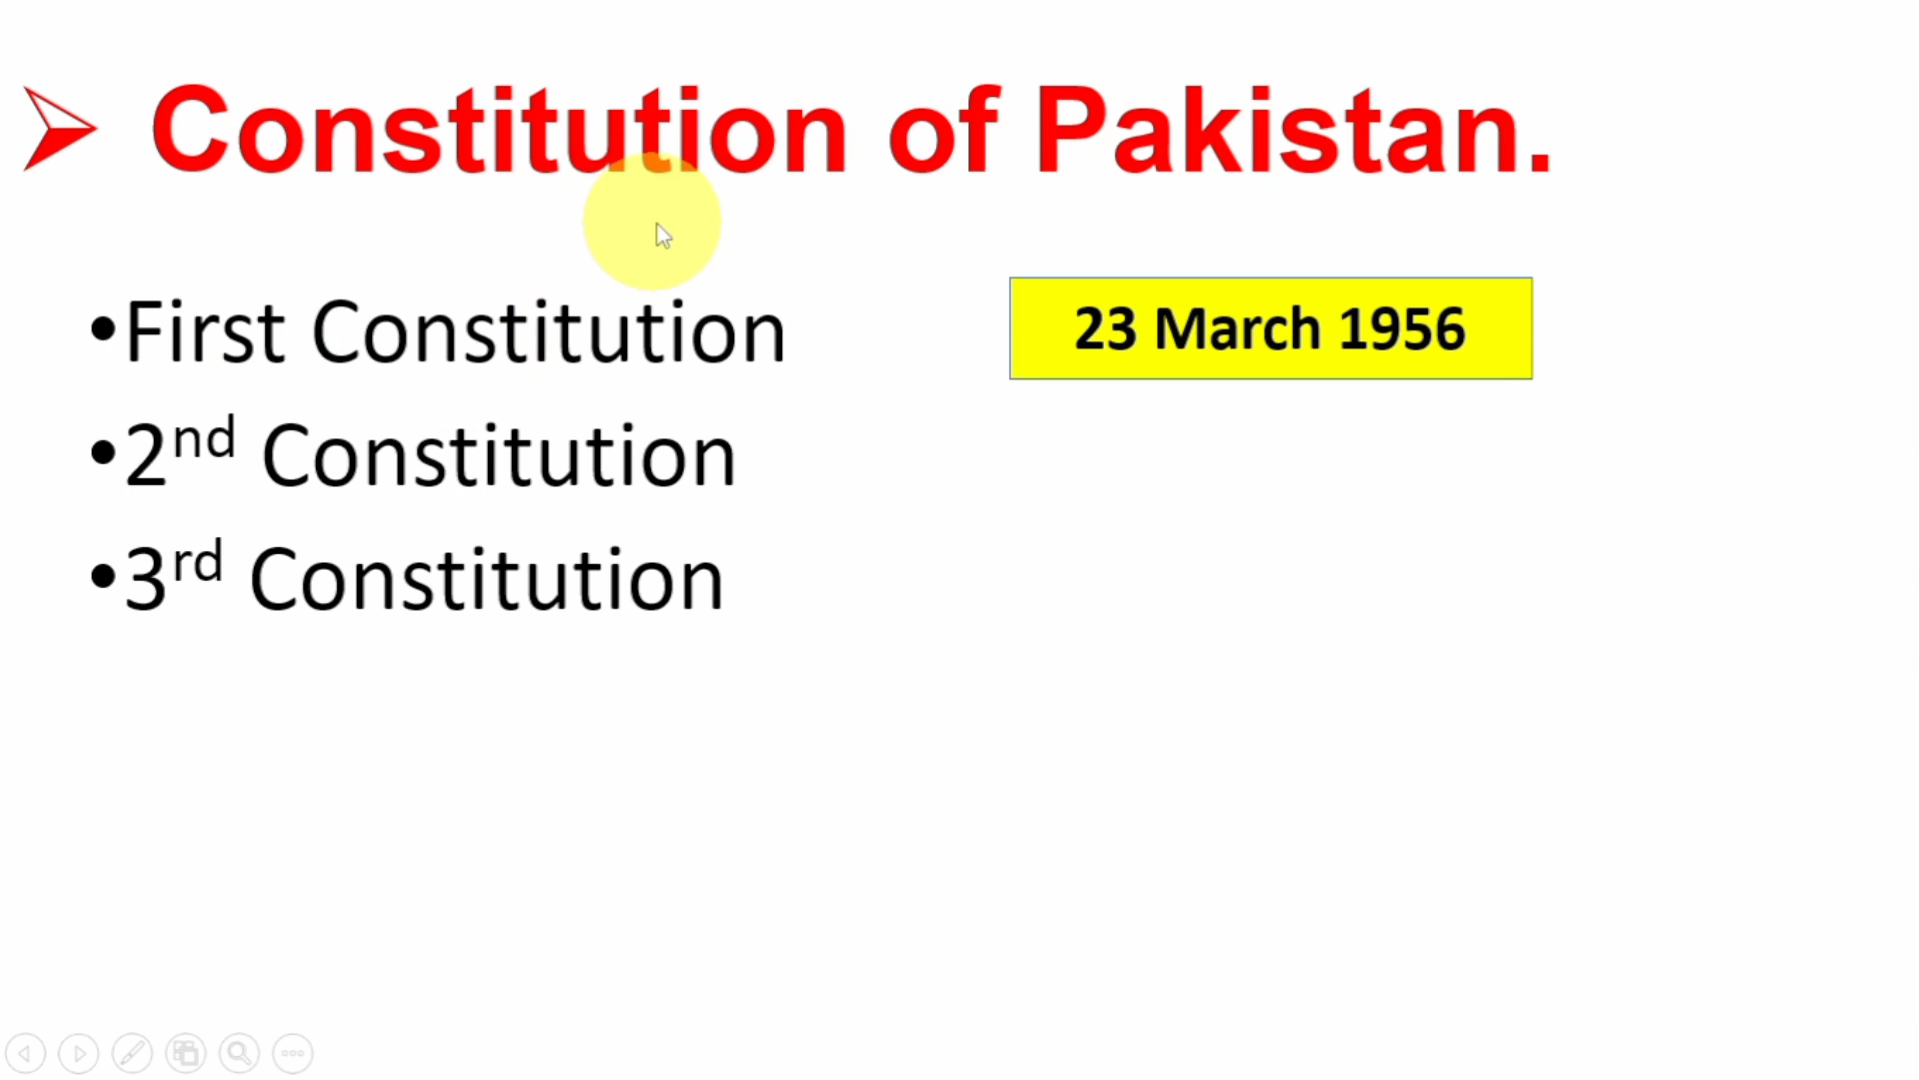 ➢ Constitution of Pakistan.
•First Constitution 23 March 1956
•2nd Constitution
•3rd Constitution